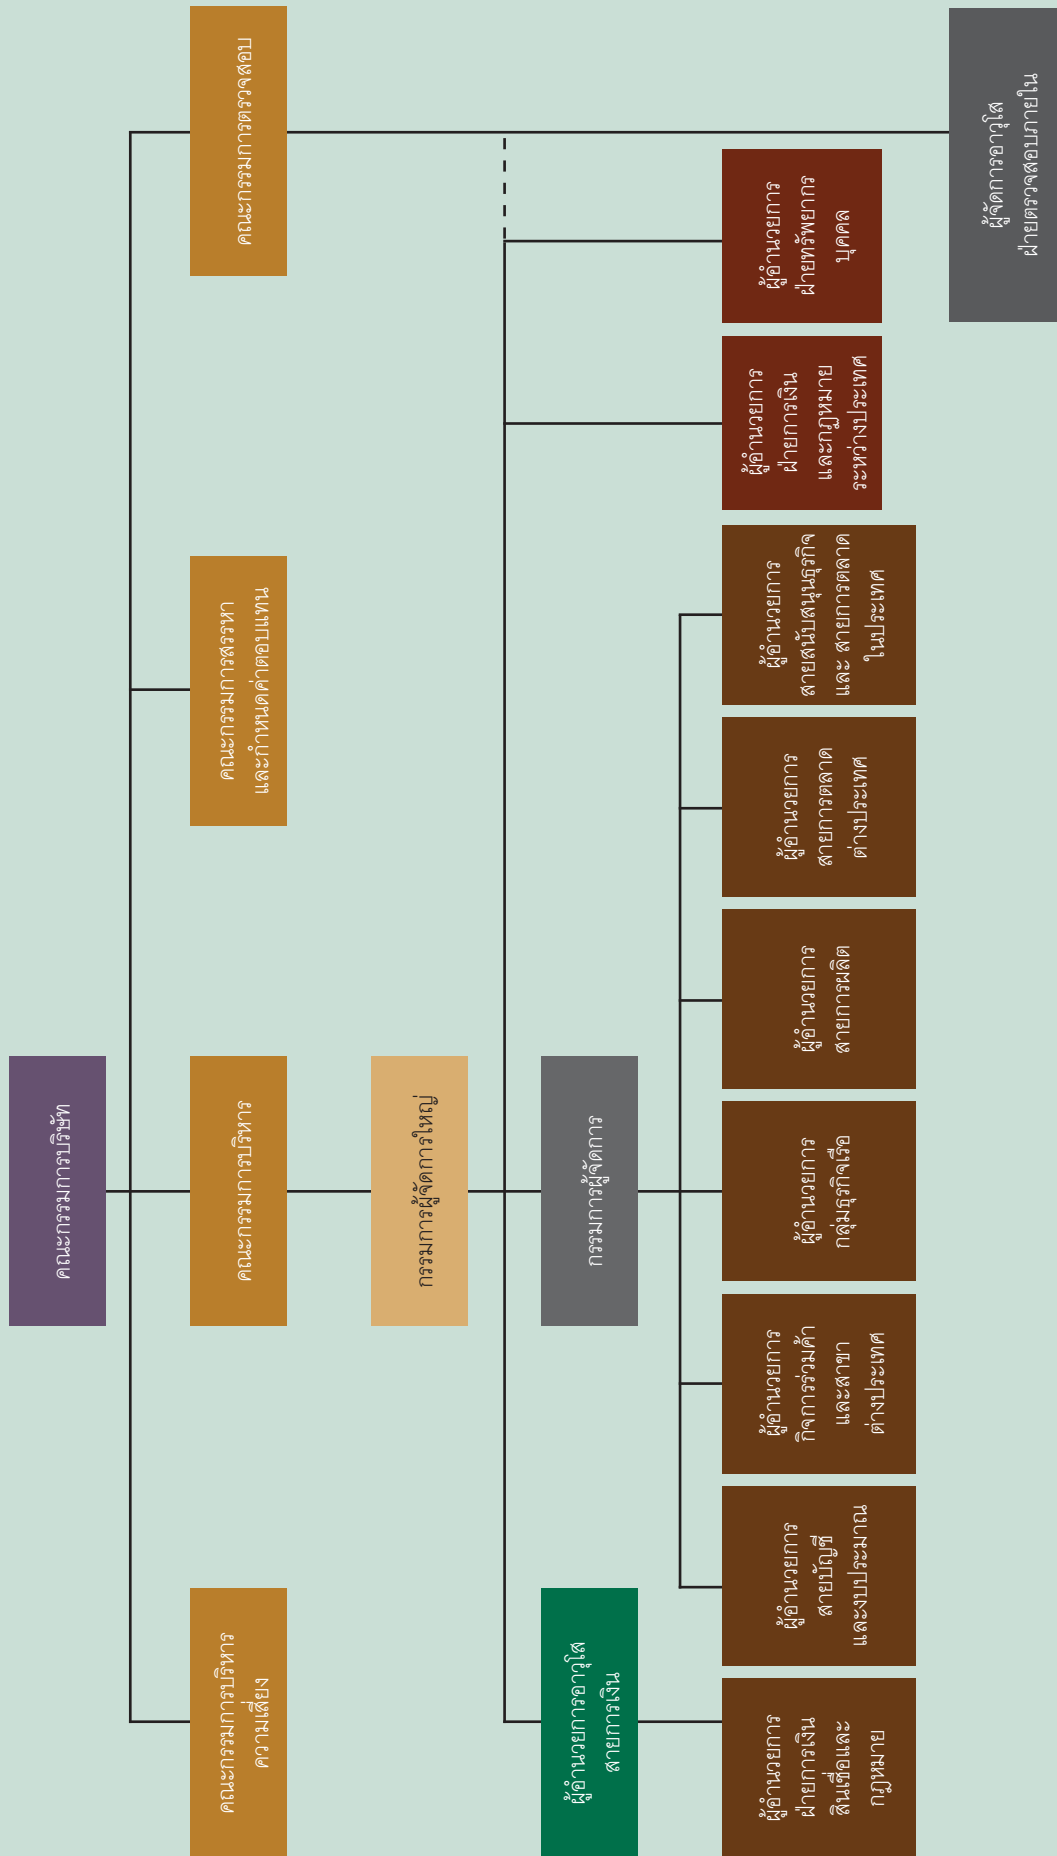 คณะกรรมการบริษัท
คณะกรรมการบริหาร
ความเสี่ยง
คณะกรรมการบริหาร
คณะกรรมการสรรหา
และกำหนดค่าตอบแทน
คณะกรรมการตรวจสอบ
กรรมการผู้จัดการใหญ่
ผู้อำนวยการอาวุโส
สายการเงิน
กรรมการผู้จัดการ
ผู้อำนวยการ
ฝ่ายการเงิน
สินเชื่อและ
กฎหมาย
ผู้อำนวยการ
สายบัญชี
และงบประมาณ
ผู้อำนวยการ
กิจการร่วมค้า
และสาขา
ต่างประเทศ
ผู้อำนวยการ
กลุ่มธุรกิจเรือ
ผู้อำนวยการ
สายการผลิต
ผู้อำนวยการ
สายการตลาด
ต่างประเทศ
ผู้อำนวยการ
สายสนับสนุนธุรกิจ
และ สายการตลาด
ในประเทศ
ผู้อำนวยการ
ฝ่ายการเงิน
และกฎหมาย
ระหว่างประเทศ
ผู้อำนวยการ
ฝ่ายทรัพยากร
บุคคล
ผู้จัดการอาวุโส
ฝ่ายตรวจสอบภายใน